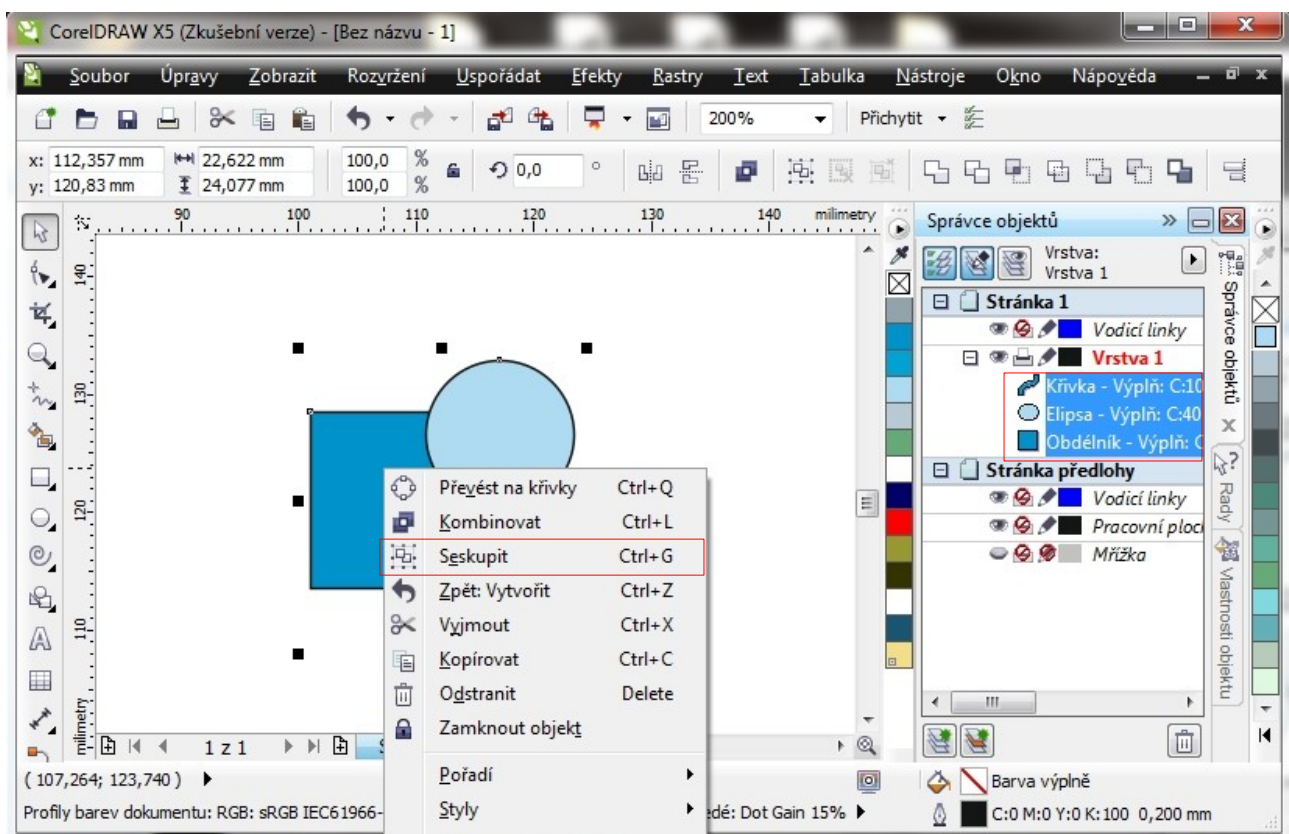 CorelDRAW X5 (Zkušební verze) - [Bez názvu - 1]
Soubor Úpravy Zobrazit Rozvržení Uspořádat Efekty Rastry Text Tabulka Nástroje Okno Nápověda
200% Přichytit
x: 112,357 mm 22,622 mm 100,0 % 0,0 °
y: 120,83 mm 24,077 mm 100,0 %
90 100 110 120 130 140 milimetry
140
130
120
110
milimetry
Správce objektů
Vrstva:
Vrstva 1
Stránka 1
Vodicí linky
Vrstva 1
Křivka - Výplň: C:10
Elipsa - Výplň: C:40
Obdélník - Výplň: C
Stránka předlohy
Vodicí linky
Pracovní ploc
Mřížka
Správce objektů
Rady
Vlastnosti objektu
Převést na křivky Ctrl+Q
Kombinovat Ctrl+L
Seskupit Ctrl+G
Zpět: Vytvořit Ctrl+Z
Vyjmout Ctrl+X
Kopírovat Ctrl+C
Odstranit Delete
Zamknout objekt
Pořadí
Styly
1 z 1
( 107,264; 123,740 )
Barva výplně
Profily barev dokumentu: RGB: sRGB IEC61966-
Dot Gain 15%
C:0 M:0 Y:0 K:100 0,200 mm